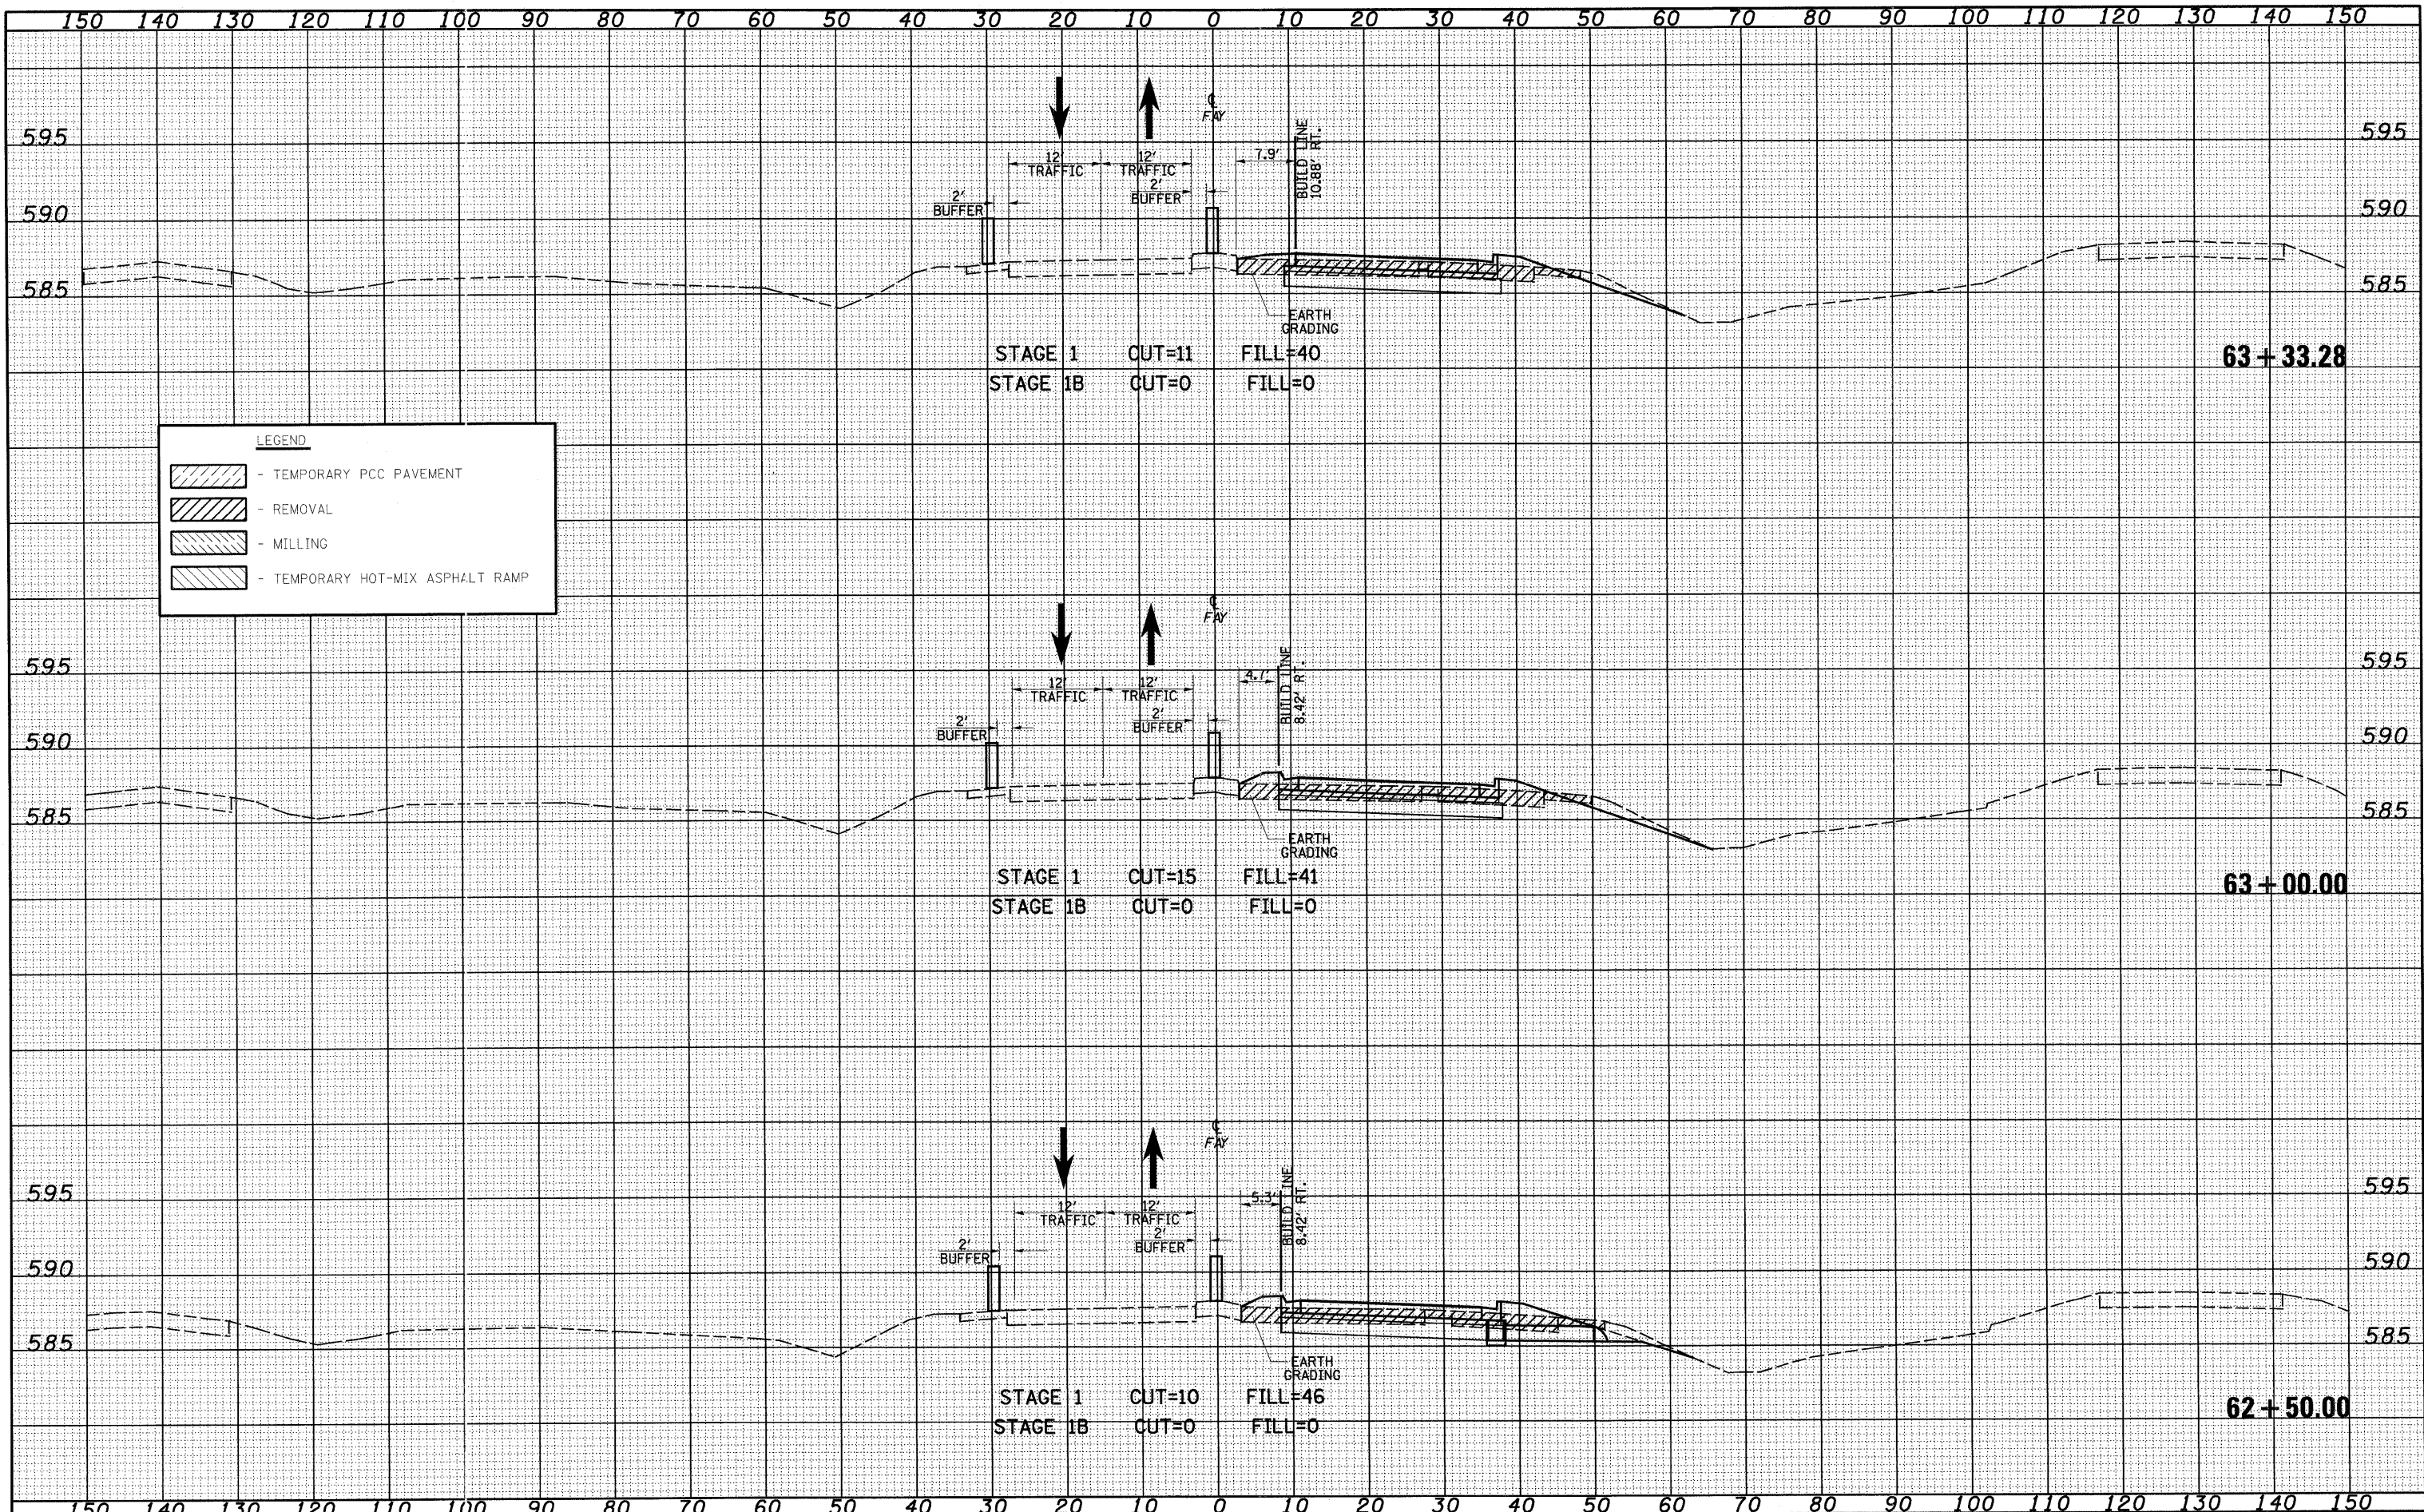 150 140 130 120 110 100 90 80 70 60 50 40 30 20 10 0 10 20 30 40 50 60 70 80 90 100 110 120 130 140 150
℄
FAY
595 595
12' 12' 7.9' BUILD LINE
TRAFFIC TRAFFIC 10.88' RT.
2' 2'
BUFFER BUFFER
590 590
585 585
EARTH
GRADING
STAGE 1 CUT=11 FILL=40
63+33.28
STAGE 1B CUT=0 FILL=0
LEGEND
- TEMPORARY PCC PAVEMENT
- REMOVAL
- MILLING
- TEMPORARY HOT-MIX ASPHALT RAMP
℄
FAY
595 595
12' 12' 4.7' BUILD LINE
TRAFFIC TRAFFIC 8.42' RT.
2' 2'
BUFFER BUFFER
590 590
585 585
EARTH
GRADING
STAGE 1 CUT=15 FILL=41
63+00.00
STAGE 1B CUT=0 FILL=0
℄
FAY
595 595
12' 12' 5.3' BUILD LINE
TRAFFIC TRAFFIC 8.42' RT.
2' 2'
BUFFER BUFFER
590 590
585 585
EARTH
GRADING
STAGE 1 CUT=10 FILL=46
62+50.00
STAGE 1B CUT=0 FILL=0
150 140 130 120 110 100 90 80 70 60 50 40 30 20 10 0 10 20 30 40 50 60 70 80 90 100 110 120 130 140 150